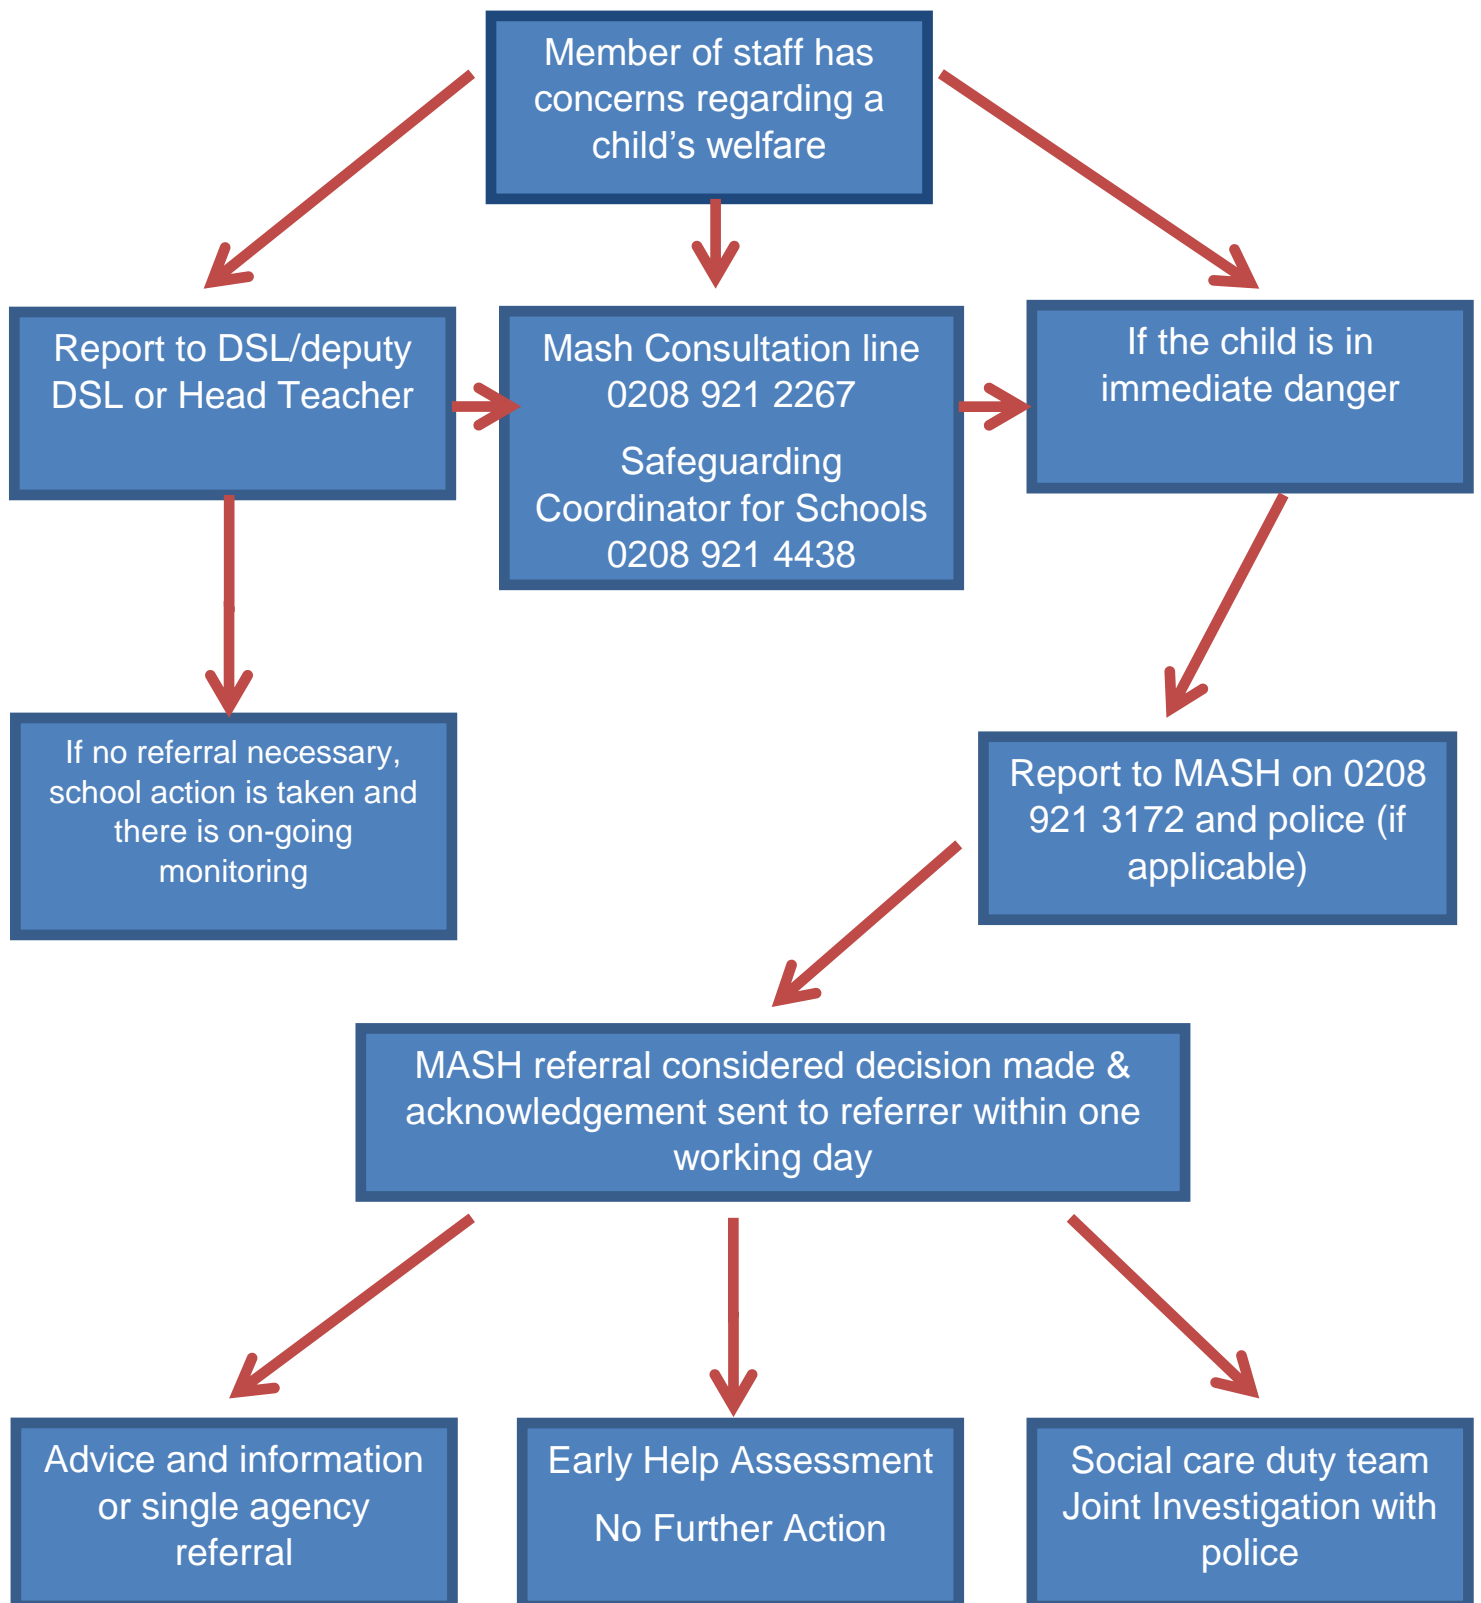 Member of staff has
concerns regarding a
child’s welfare
Report to DSL/deputy
DSL or Head Teacher
Mash Consultation line
0208 921 2267
Safeguarding
Coordinator for Schools
0208 921 4438
If the child is in
immediate danger
If no referral necessary,
school action is taken and
there is on-going
monitoring
Report to MASH on 0208
921 3172 and police (if
applicable)
MASH referral considered decision made &
acknowledgement sent to referrer within one
working day
Advice and information
or single agency
referral
Early Help Assessment
No Further Action
Social care duty team
Joint Investigation with
police